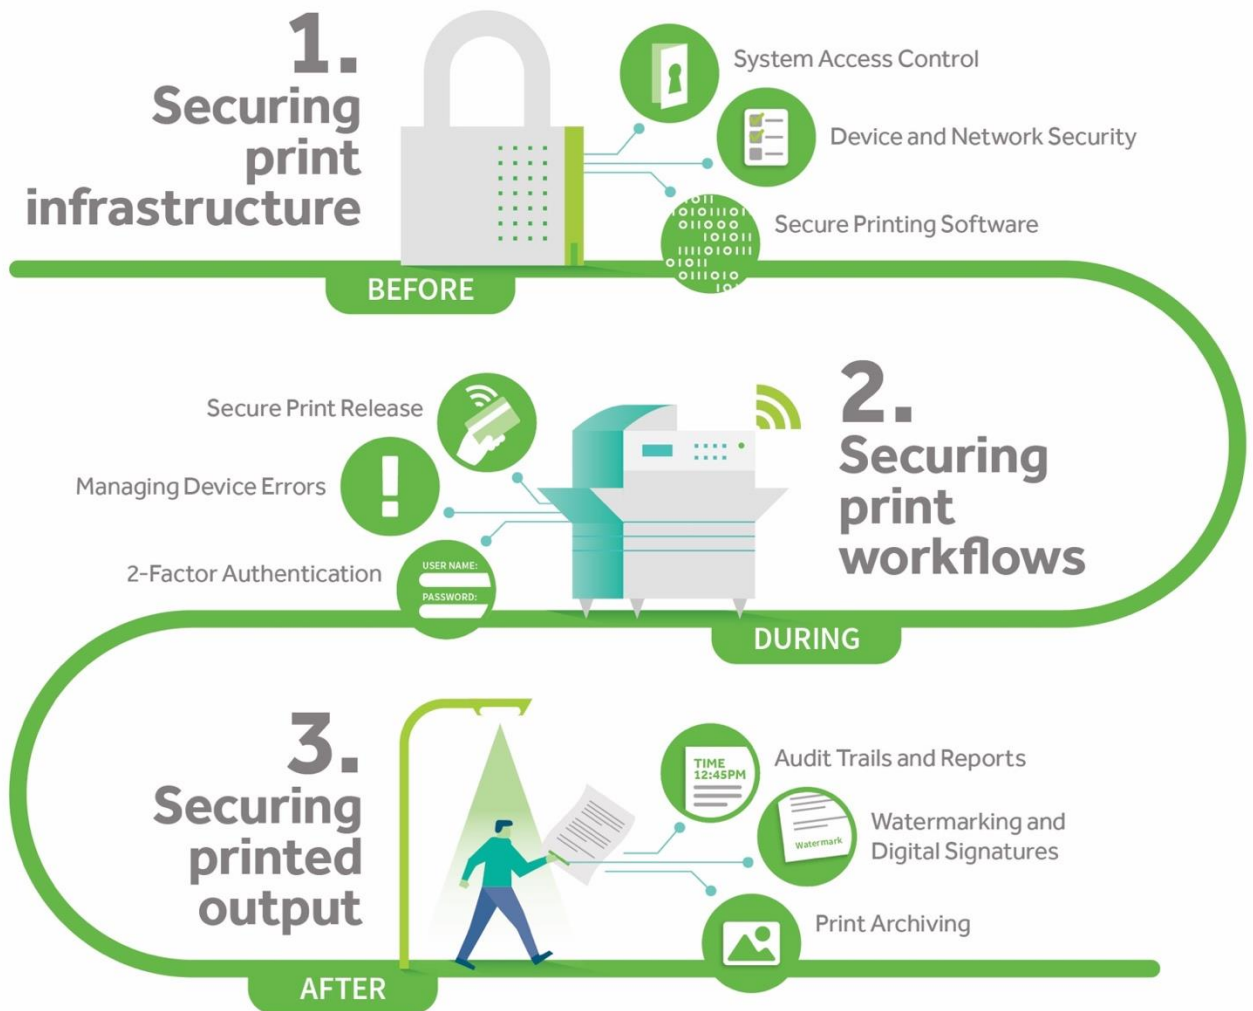 1.
Securing
print
infrastructure
System Access Control
Device and Network Security
Secure Printing Software
BEFORE
2.
Securing
print
workflows
Secure Print Release
Managing Device Errors
2-Factor Authentication
USER NAME:
PASSWORD:
DURING
3.
Securing
printed
output
TIME
12:45PM
Audit Trails and Reports
Watermark
Watermarking and
Digital Signatures
Print Archiving
AFTER